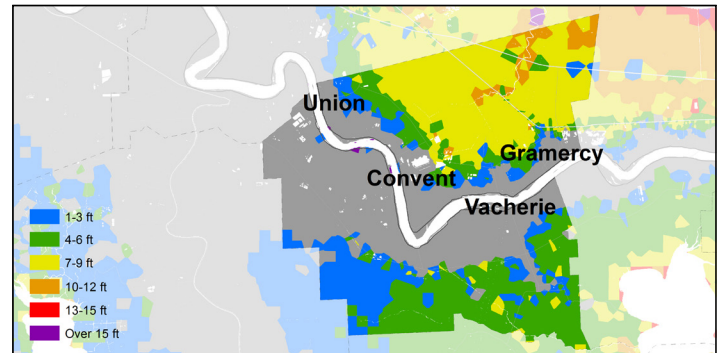 Union
Gramercy
Convent
Vacherie
1-3 ft
4-6 ft
7-9 ft
10-12 ft
13-15 ft
Over 15 ft